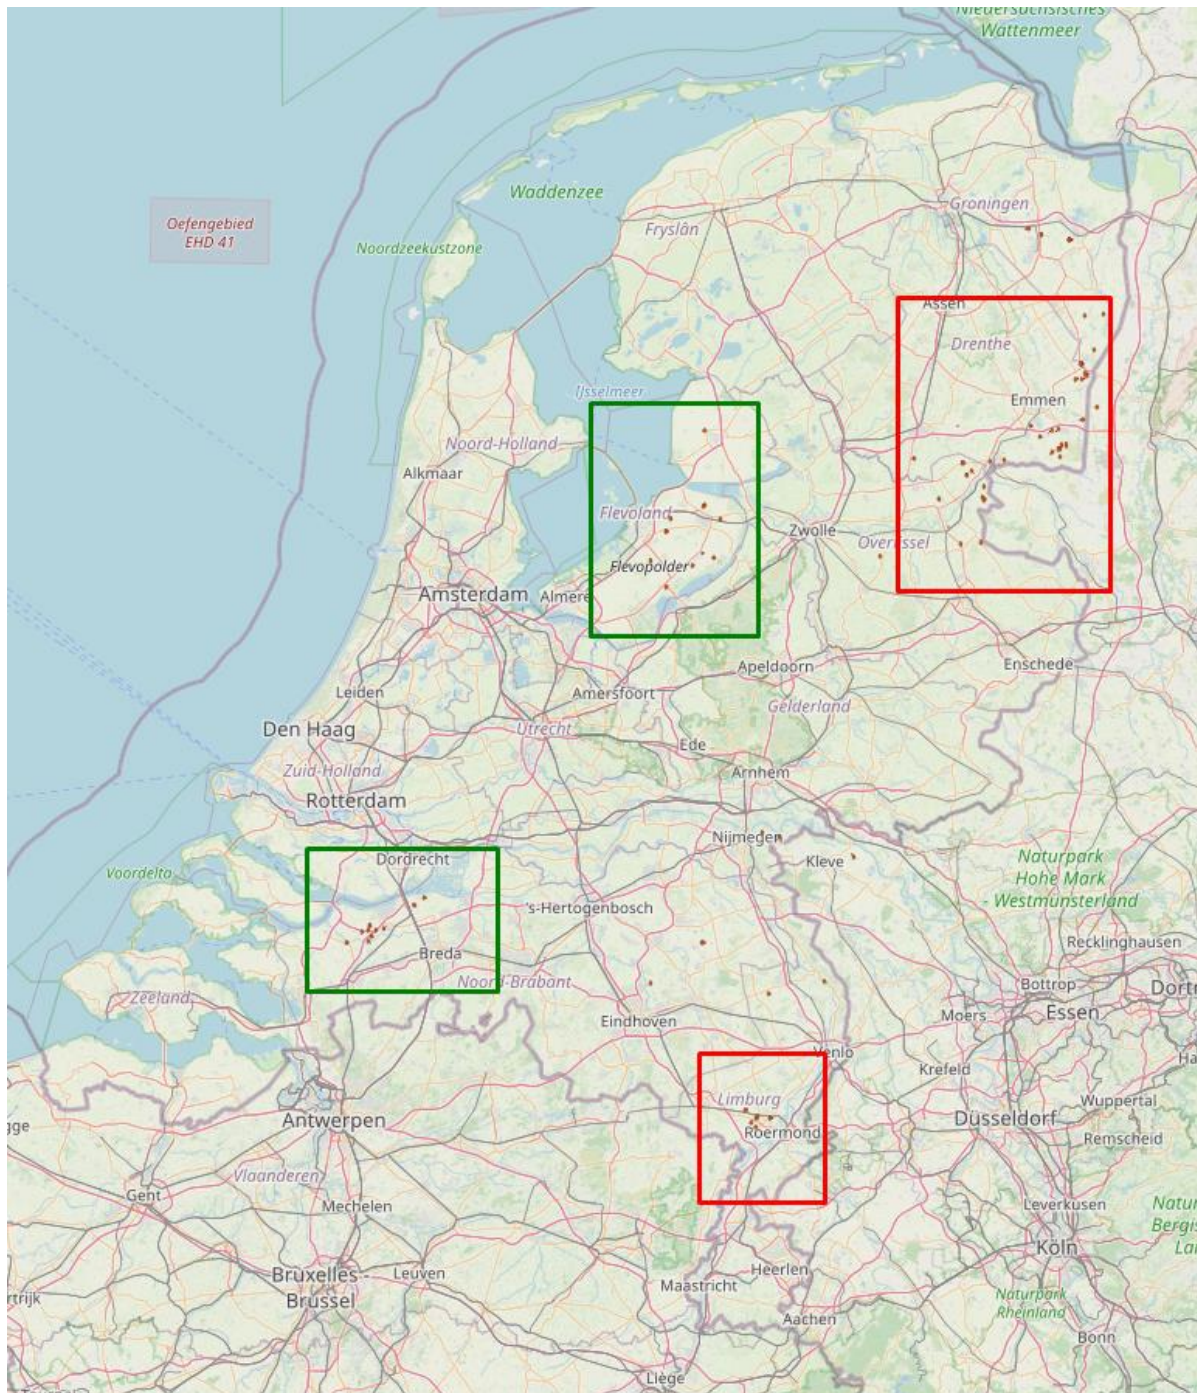 Niedersächsisches
Wattenmeer
Waddenzee
Groningen
Oefengebied
EHD 41
Fryslân
Noordzeekustzone
Assen
Drenthe
IJsselmeer
Emmen
Noord-Holland
Alkmaar
Flevoland
Zwolle
Overijssel
Flevopolder
Amsterdam
Almere
Enschede
Apeldoorn
Leiden
Amersfoort
Gelderland
Den Haag
Utrecht
Ede
Zuid-Holland
Arnhem
Rotterdam
Nijmegen
Dordrecht
Kleve
Naturpark
Hohe Mark
- Westmünsterland
Voordelta
's-Hertogenbosch
Recklinghausen
Breda
Noord-Brabant
Bottrop
Zeeland
Moers
Essen
Eindhoven
Venlo
Krefeld
Limburg
Wuppertal
Antwerpen
Düsseldorf
Roermond
Remscheid
Vlaanderen
Gent
Mechelen
Leverkusen
Köln
Bruxelles -
Brussel
Leuven
Heerlen
Maastricht
Naturpark
Rheinland
Aachen
Bonn
Liège